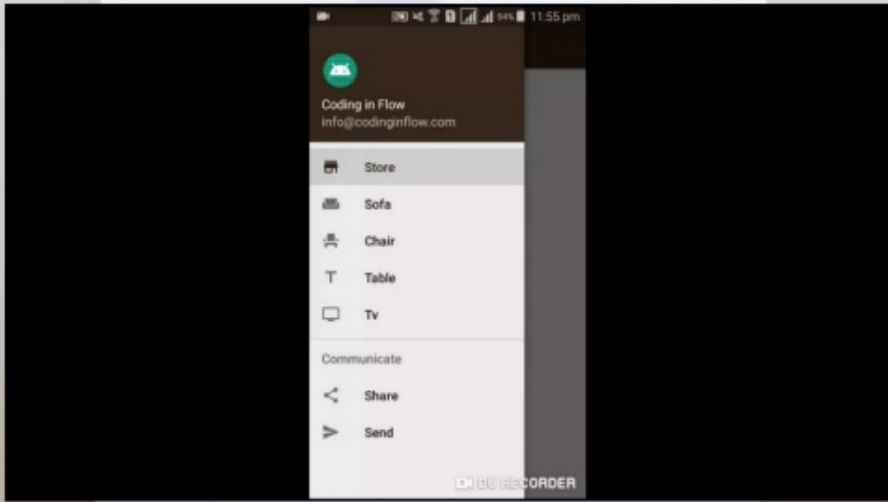 94% 11:55 pm
Coding in Flow
info@codinginflow.com
Store
Sofa
Chair
T Table
Tv
Communicate
Share
Send
DU RECORDER